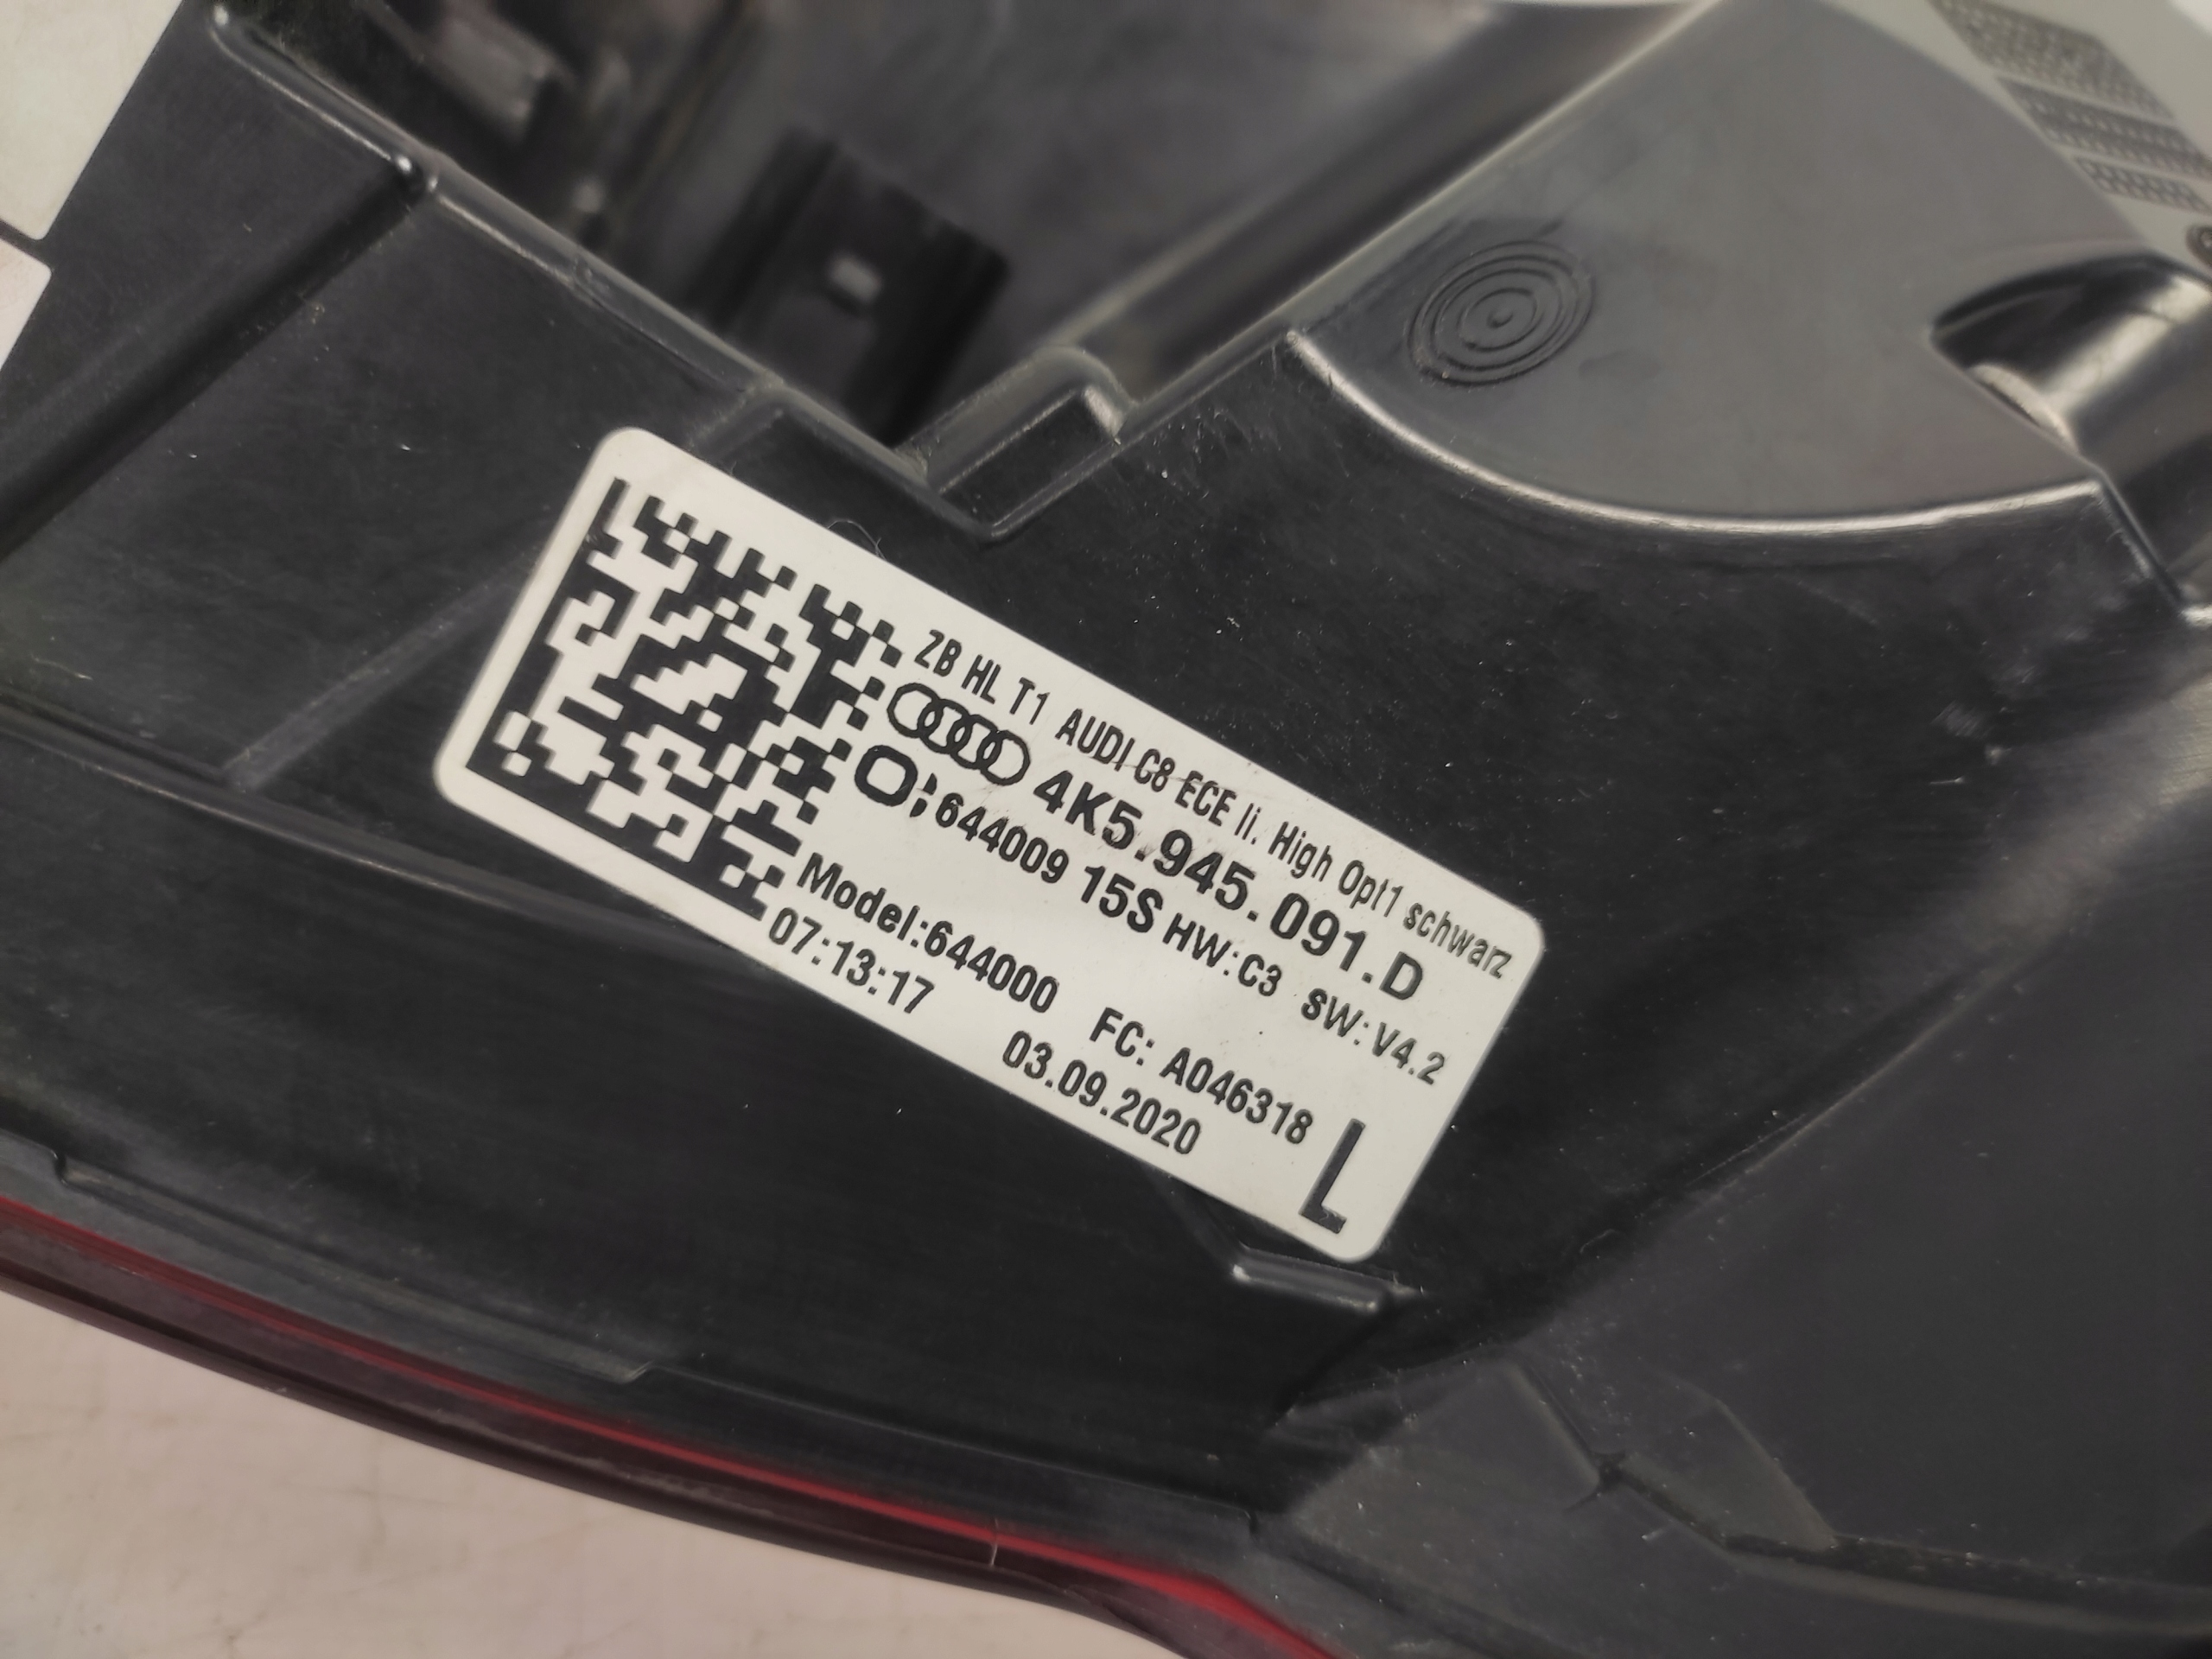 ZB HL T1 AUDI C8 ECE li. High Opt1 schwarz
4K5.945.091.D
644009 15S HW:C3 SW:V4.2
Model:644000 FC: A046318
07:13:17 03.09.2020
L